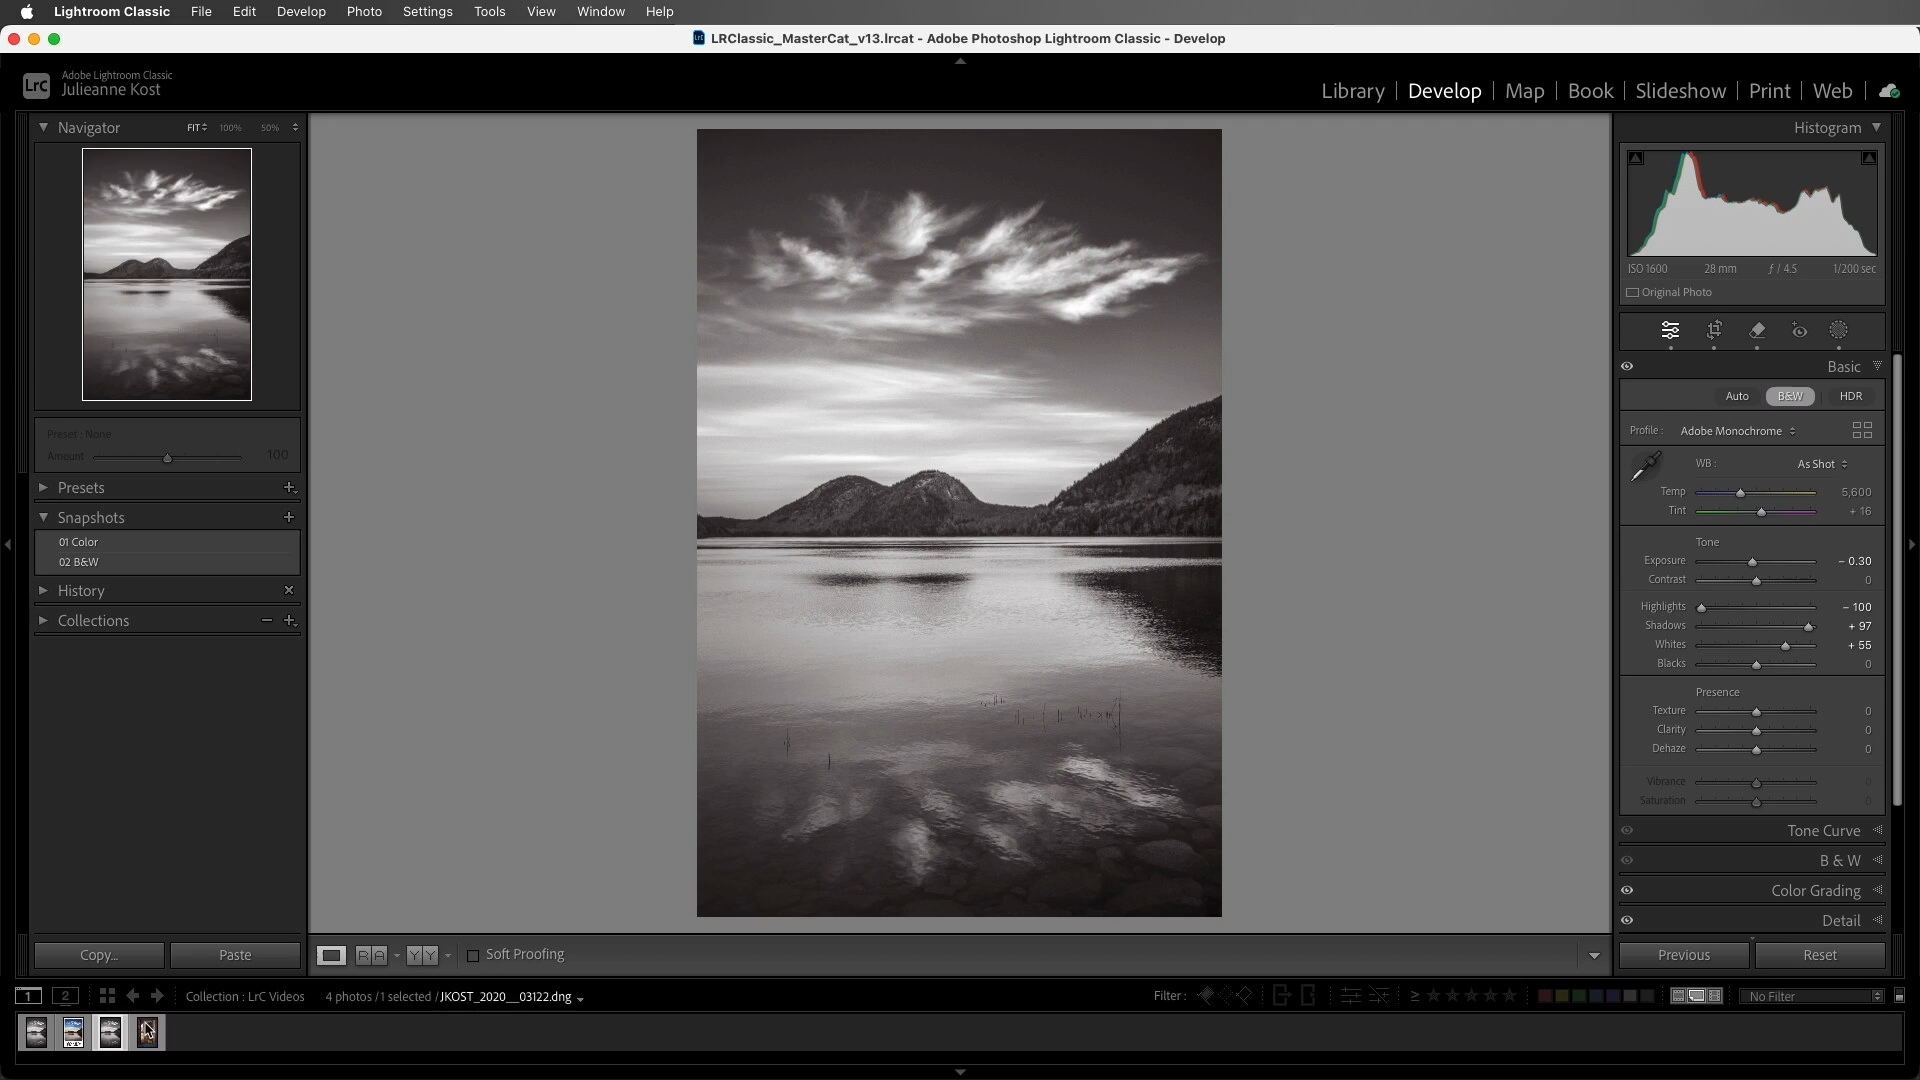 Lightroom Classic File Edit Develop Photo Settings Tools View Window Help
LRClassic_MasterCat_v13.lrcat - Adobe Photoshop Lightroom Classic - Develop
LrC
Adobe Lightroom Classic
Julieanne Kost
Library Develop Map Book Slideshow Print Web
Navigator FIT 100% 50%
Preset : None
Amount 100
Presets
Snapshots
01 Color
02 B&W
History
Collections
Copy... Paste
R A Y Y Soft Proofing
Histogram
ISO 1600 28 mm ƒ / 4.5 1/200 sec
Original Photo
Basic
Auto B&W HDR
Profile : Adobe Monochrome
WB : As Shot
Temp 5,600
Tint + 16
Tone
Exposure – 0.30
Contrast 0
Highlights – 100
Shadows + 97
Whites + 55
Blacks 0
Presence
Texture 0
Clarity 0
Dehaze 0
Vibrance 0
Saturation 0
Tone Curve
B & W
Color Grading
Detail
Previous Reset
1 2 Collection : LrC Videos 4 photos / 1 selected / JKOST_2020__03122.dng Filter : ≥ No Filter